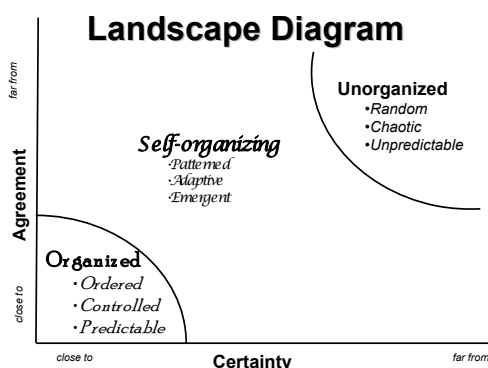 Landscape Diagram
far from
Unorganized
•Random
•Chaotic
•Unpredictable
Self-organizing
•Patterned
•Adaptive
•Emergent
Agreement
Organized
•Ordered
•Controlled
•Predictable
close to
close to
Certainty
far from